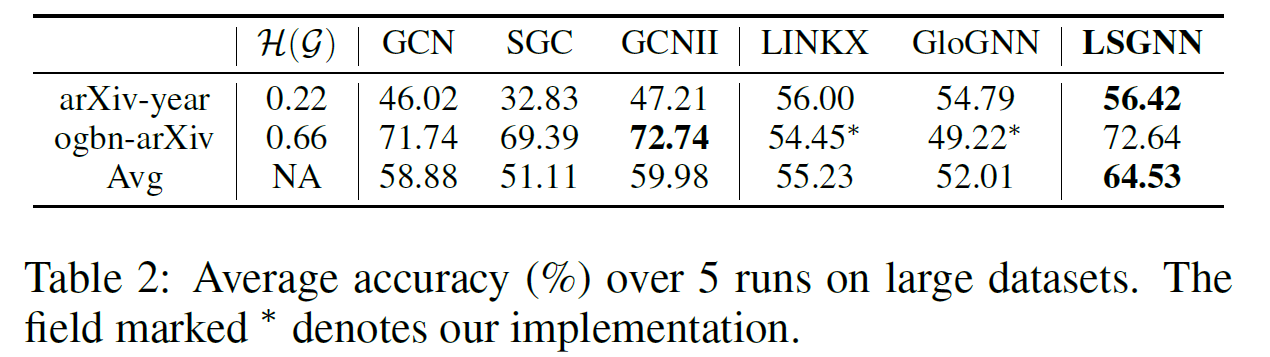 H(G) GCN SGC GCNII LINKX GloGNN LSGNN
arXiv-year 0.22 46.02 32.83 47.21 56.00 54.79 56.42
ogbn-arXiv 0.66 71.74 69.39 72.74 54.45* 49.22* 72.64
Avg NA 58.88 51.11 59.98 55.23 52.01 64.53
Table 2: Average accuracy (%) over 5 runs on large datasets. The
field marked * denotes our implementation.